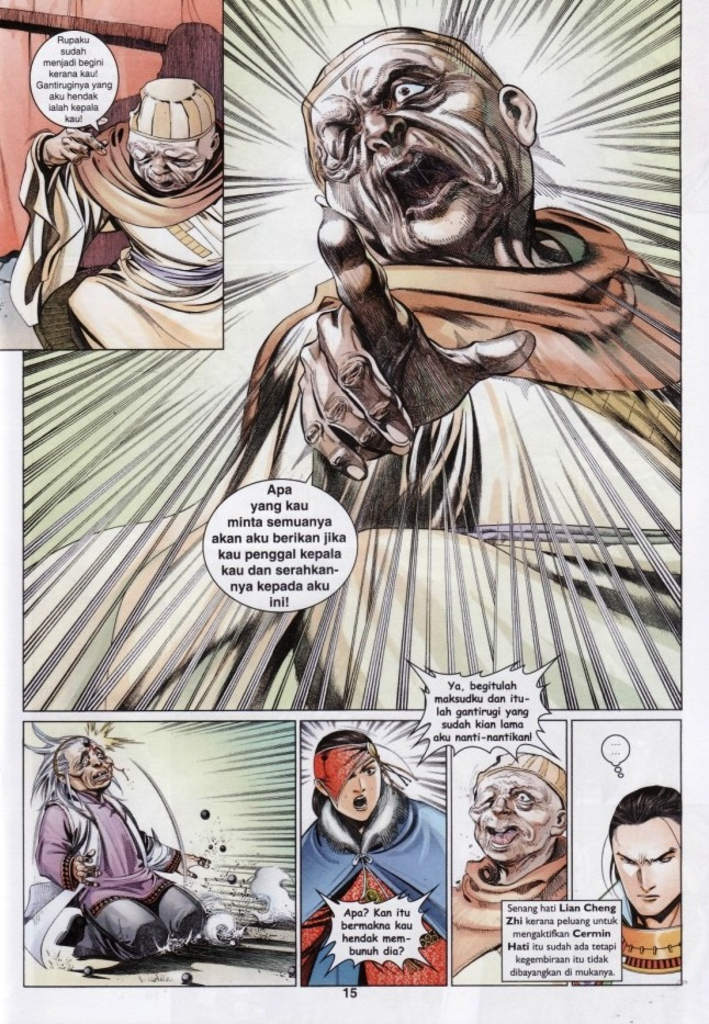 Rupaku
sudah
menjadi begini
kerana kau!
Gantiruginya yang
aku hendak
ialah kepala
kau!
Apa
yang kau
minta semuanya
akan aku berikan jika
kau penggal kepala
kau dan serahkan-
nya kepada aku
ini!
Apa? Kan itu
bermakna kau
hendak mem-
bunuh dia?
Ya, begitulah
maksudku dan itu-
lah gantirugi yang
sudah kian lama
aku nanti-nantikan!
... ...
Senang hati Lian Cheng
Zhi kerana peluang untuk
mengaktifkan Cermin
Hati itu sudah ada tetapi
kegembiraan itu tidak
dibayangkan di mukanya.
15